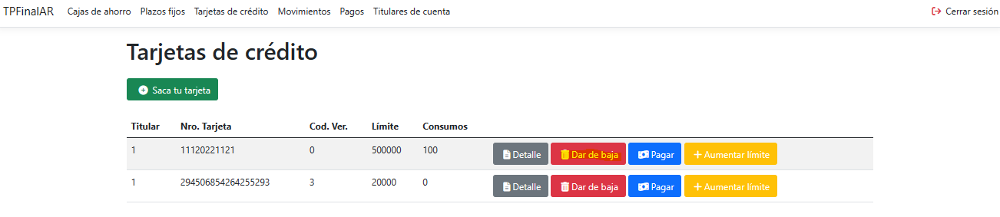 TPFinalAR Cajas de ahorro Plazos fijos Tarjetas de crédito Movimientos Pagos Titulares de cuenta Cerrar sesión
Tarjetas de crédito
Saca tu tarjeta
Titular Nro. Tarjeta Cod. Ver. Límite Consumos
1 11120221121 0 500000 100 Detalle Dar de baja Pagar Aumentar límite
1 294506854264255293 3 20000 0 Detalle Dar de baja Pagar Aumentar límite